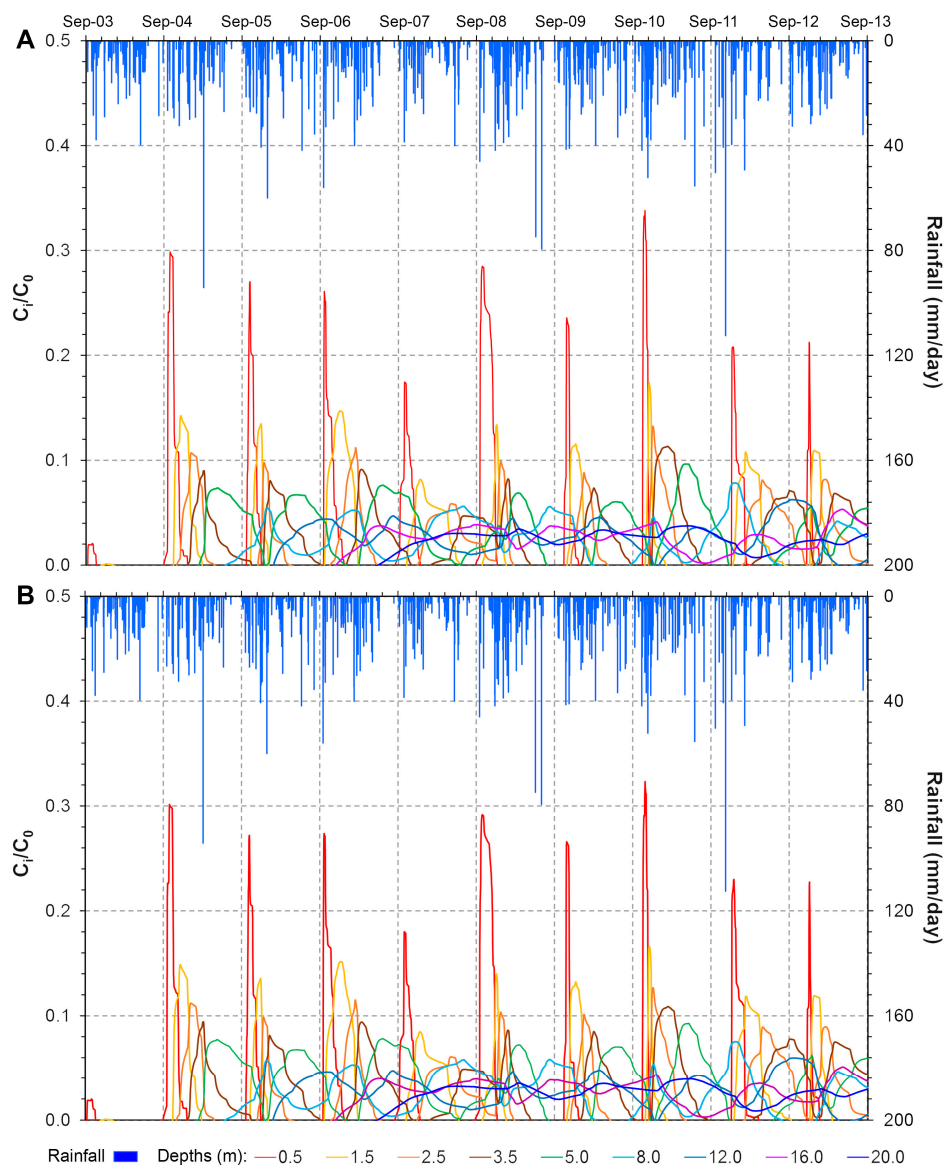 Sep-03 Sep-04 Sep-05 Sep-06 Sep-07 Sep-08 Sep-09 Sep-10 Sep-11 Sep-12 Sep-13
A
0.5 0
0.4 40
0.3 80
0.2 120
0.1 160
0.0 200
Ci/C0
Rainfall (mm/day)
B
0.5 0
0.4 40
0.3 80
0.2 120
0.1 160
0.0 200
Ci/C0
Rainfall (mm/day)
Rainfall Depths (m): 0.5 1.5 2.5 3.5 5.0 8.0 12.0 16.0 20.0